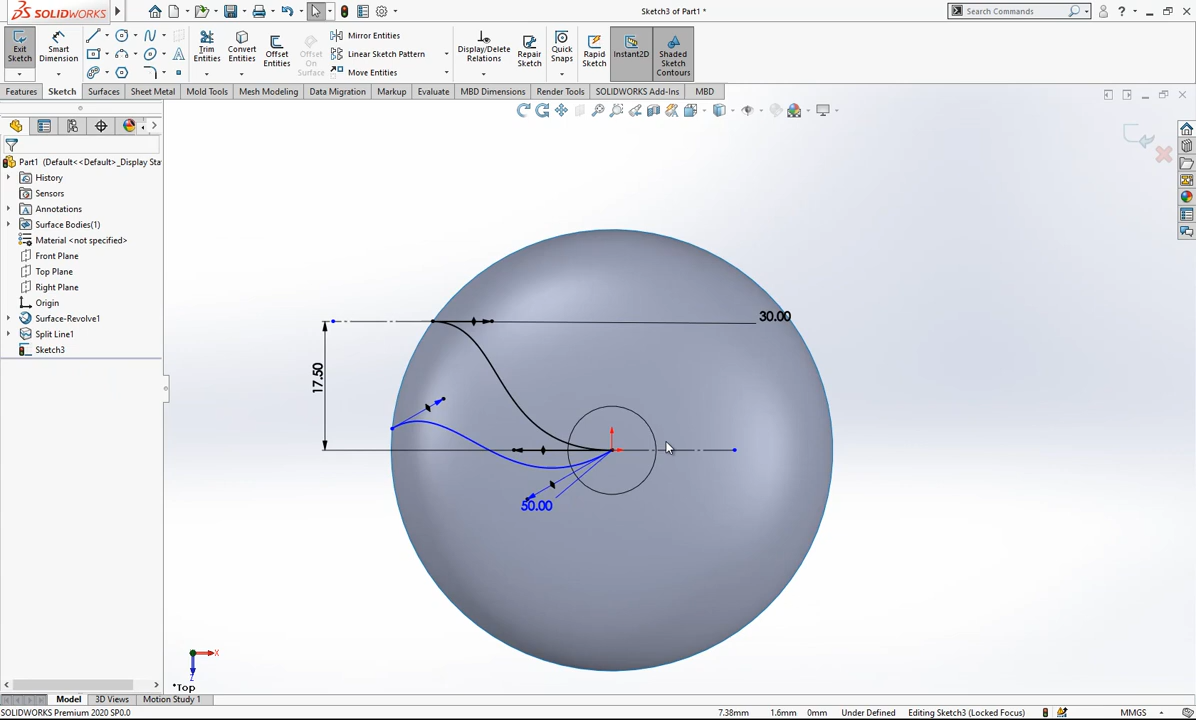 SOLIDWORKS
Sketch3 of Part1 *
Search Commands
Exit Sketch
Smart Dimension
Trim Entities
Convert Entities
Offset Entities
Offset On Surface
Mirror Entities
Linear Sketch Pattern
Move Entities
Display/Delete Relations
Repair Sketch
Quick Snaps
Rapid Sketch
Instant2D
Shaded Sketch Contours
Features Sketch Surfaces Sheet Metal Mold Tools Mesh Modeling Data Migration Markup Evaluate MBD Dimensions Render Tools SOLIDWORKS Add-Ins MBD
Part1 (Default<<Default>_Display Sta
History
Sensors
Annotations
Surface Bodies(1)
Material <not specified>
Front Plane
Top Plane
Right Plane
Origin
Surface-Revolve1
Split Line1
Sketch3
30.00
17.50
50.00
X
Z
*Top
Model 3D Views Motion Study 1
SOLIDWORKS Premium 2020 SP0.0 7.38mm 1.6mm 0mm Under Defined Editing Sketch3 (Locked Focus) MMGS